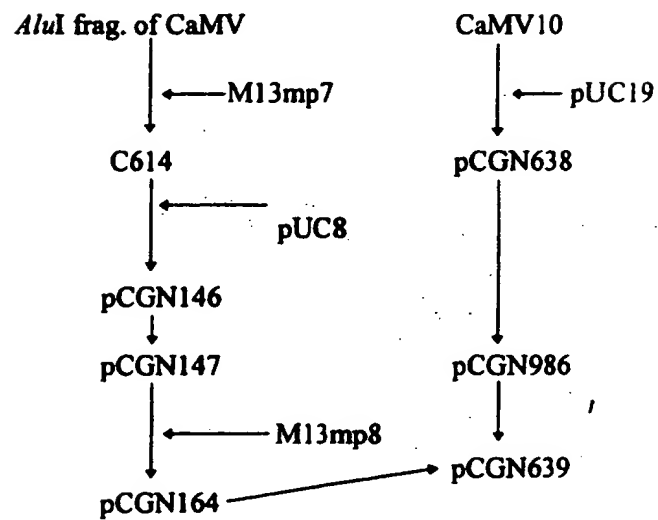 AluI frag. of CaMV
M13mp7
C614
pUC8
pCGN146
pCGN147
M13mp8
pCGN164
CaMV10
pUC19
pCGN638
pCGN986
pCGN639